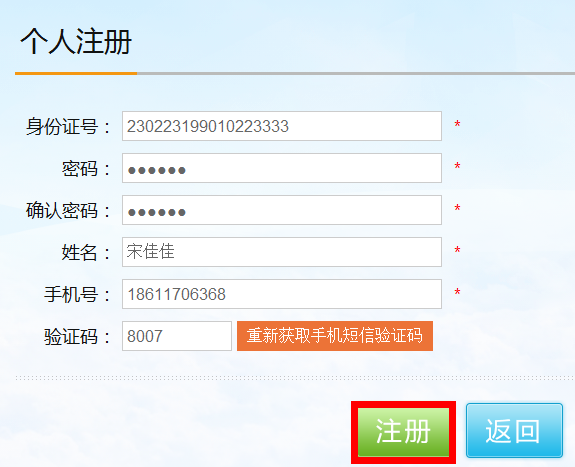 个人注册
身份证号： 230223199010223333 *
密码： ●●●●●● *
确认密码： ●●●●●● *
姓名： 宋佳佳 *
手机号： 18611706368 *
验证码： 8007 重新获取手机短信验证码
注册 返回